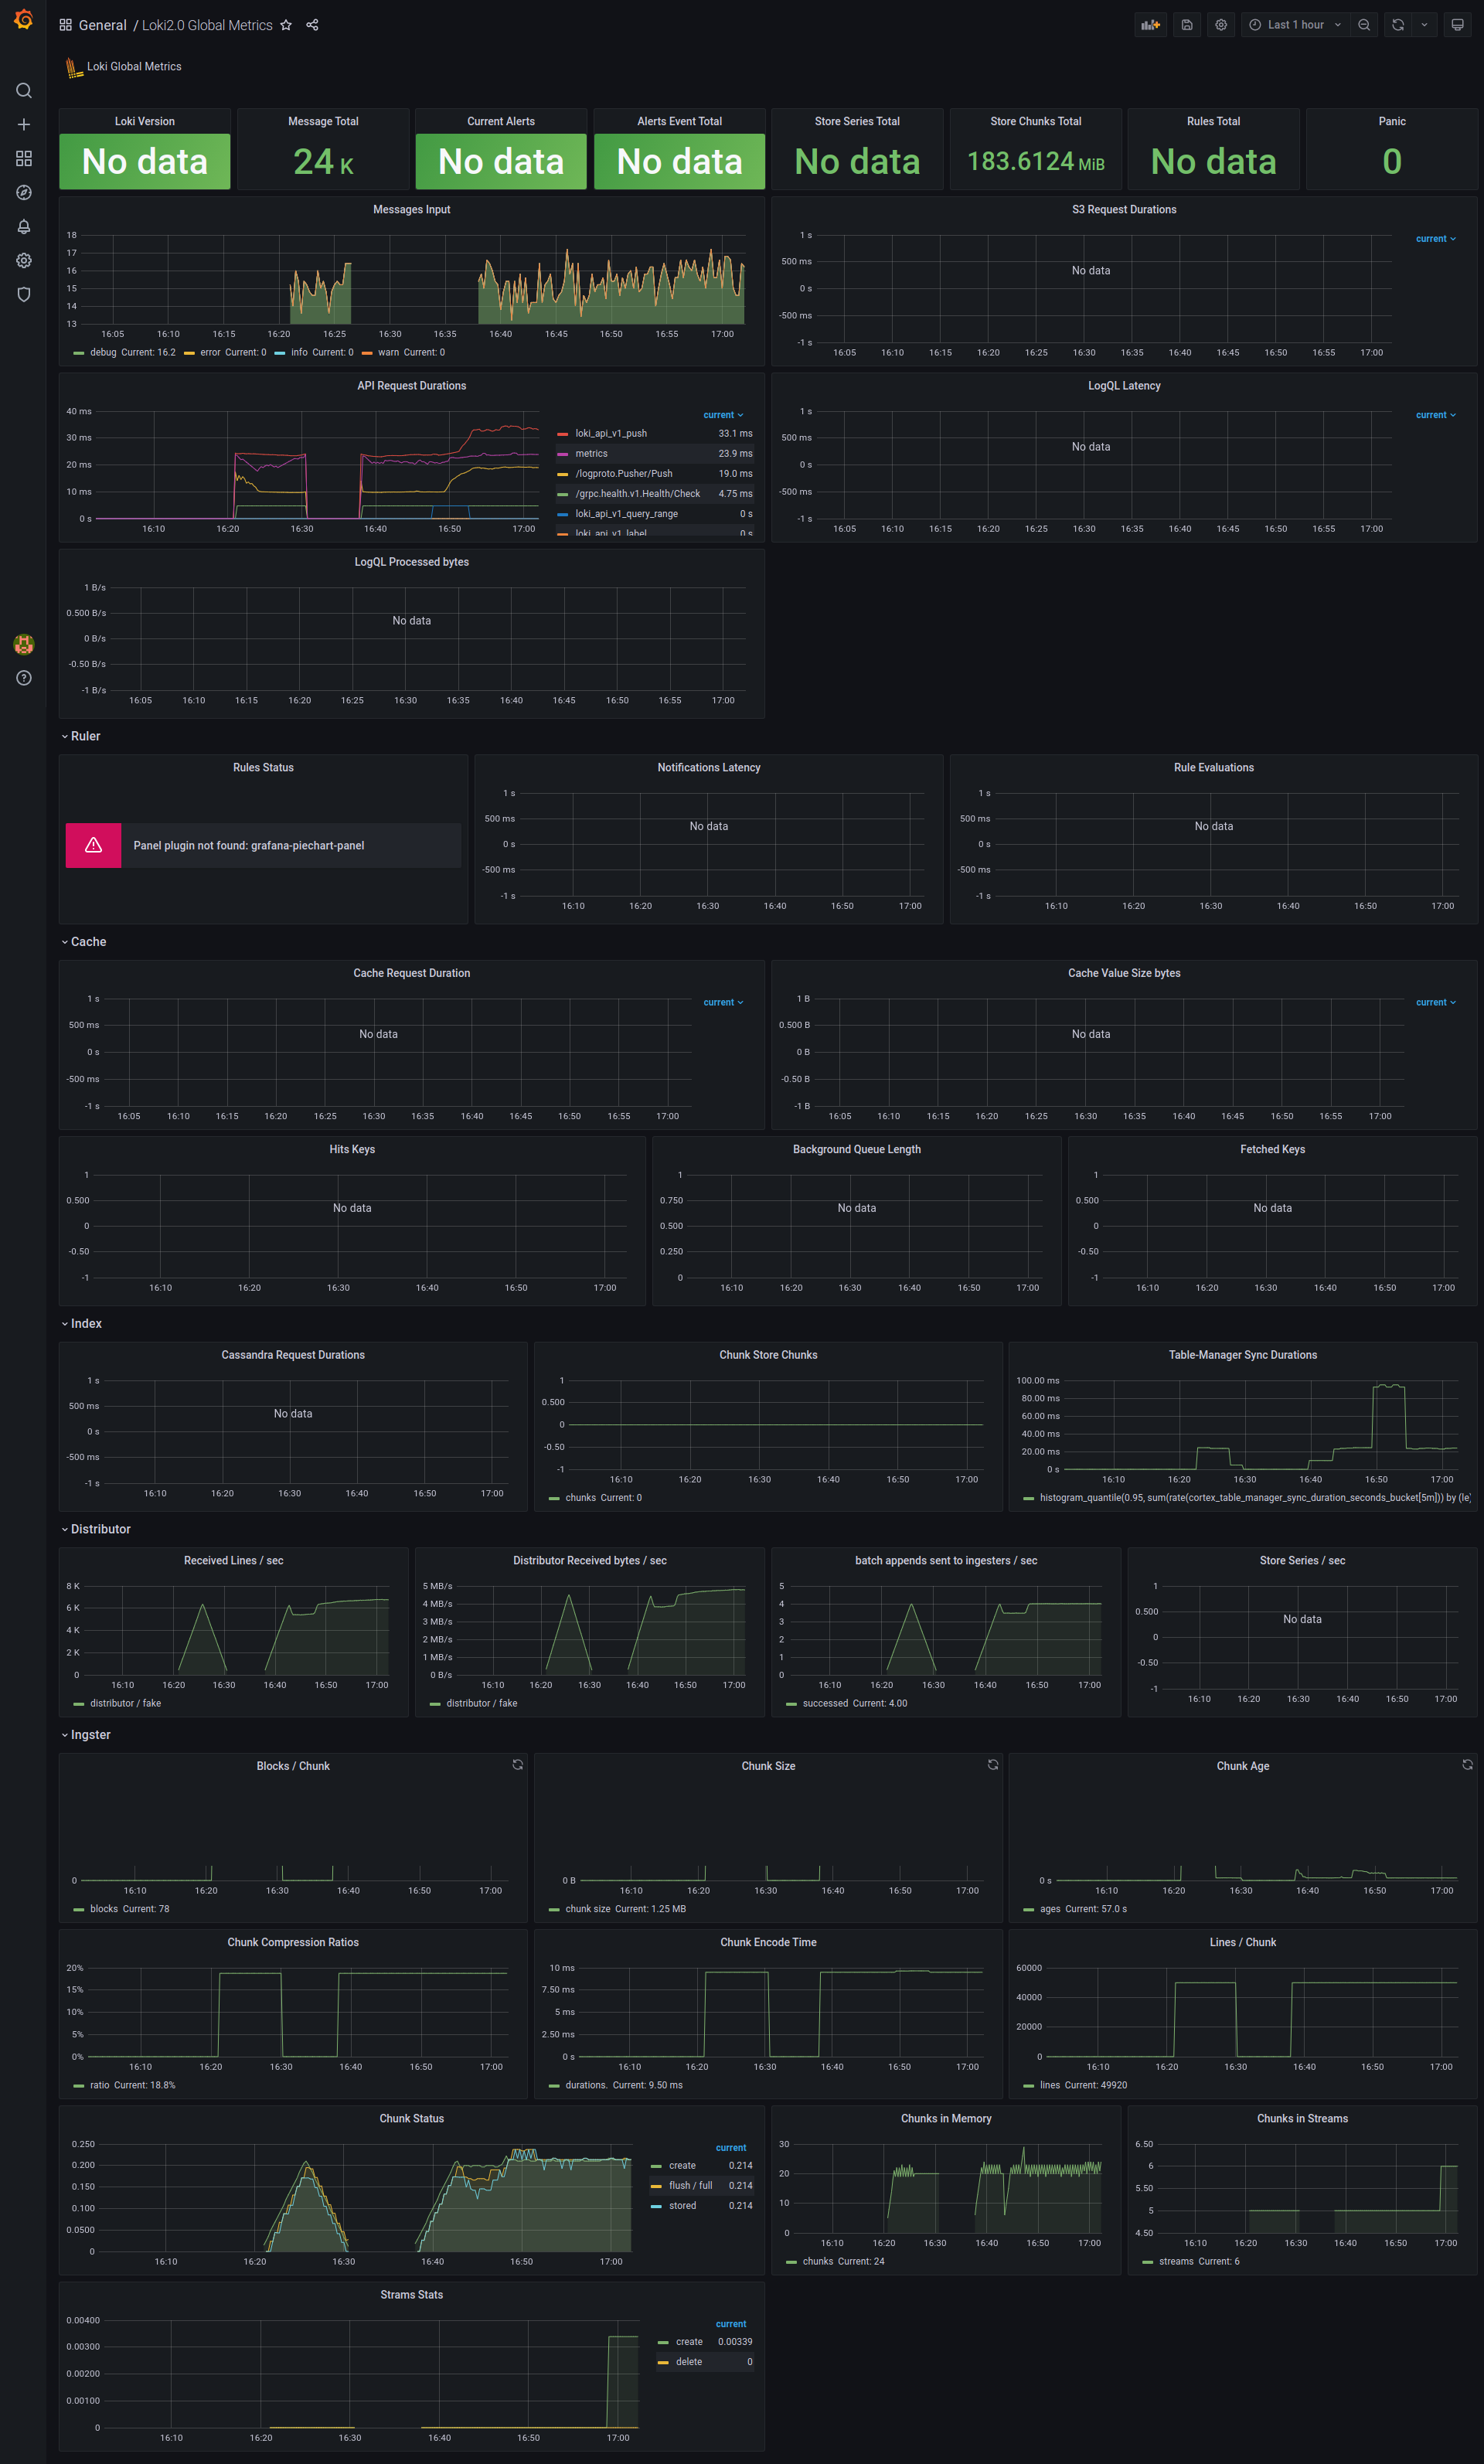 General / Loki2.0 Global Metrics
Last 1 hour
Loki Global Metrics
Loki Version
Message Total
Current Alerts
Alerts Event Total
Store Series Total
Store Chunks Total
Rules Total
Panic
No data
24 K
No data
No data
No data
183.6124 MiB
No data
0
Messages Input
18
17
16
15
14
13
16:05 16:10 16:15 16:20 16:25 16:30 16:35 16:40 16:45 16:50 16:55 17:00
debug Current: 16.2 error Current: 0 info Current: 0 warn Current: 0
S3 Request Durations
current
1 s
500 ms
No data
0 s
-500 ms
-1 s
16:05 16:10 16:15 16:20 16:25 16:30 16:35 16:40 16:45 16:50 16:55 17:00
API Request Durations
40 ms
30 ms
20 ms
10 ms
0 s
16:10 16:20 16:30 16:40 16:50 17:00
current
loki_api_v1_push 33.1 ms
metrics 23.9 ms
/logproto.Pusher/Push 19.0 ms
/grpc.health.v1.Health/Check 4.75 ms
loki_api_v1_query_range 0 s
loki_api_v1_label 0 s
LogQL Latency
current
1 s
500 ms
No data
0 s
-500 ms
-1 s
16:05 16:10 16:15 16:20 16:25 16:30 16:35 16:40 16:45 16:50 16:55 17:00
LogQL Processed bytes
1 B/s
0.500 B/s
No data
0 B/s
-0.50 B/s
-1 B/s
16:05 16:10 16:15 16:20 16:25 16:30 16:35 16:40 16:45 16:50 16:55 17:00
Ruler
Rules Status
Panel plugin not found: grafana-piechart-panel
Notifications Latency
1 s
500 ms
No data
0 s
-500 ms
-1 s
16:10 16:20 16:30 16:40 16:50 17:00
Rule Evaluations
1 s
500 ms
No data
0 s
-500 ms
-1 s
16:10 16:20 16:30 16:40 16:50 17:00
Cache
Cache Request Duration
current
1 s
500 ms
No data
0 s
-500 ms
-1 s
16:05 16:10 16:15 16:20 16:25 16:30 16:35 16:40 16:45 16:50 16:55 17:00
Cache Value Size bytes
current
1 B
0.500 B
No data
0 B
-0.50 B
-1 B
16:05 16:10 16:15 16:20 16:25 16:30 16:35 16:40 16:45 16:50 16:55 17:00
Hits Keys
1
0.500
No data
0
-0.50
-1
16:10 16:20 16:30 16:40 16:50 17:00
Background Queue Length
1
0.750
No data
0.500
0.250
0
16:10 16:20 16:30 16:40 16:50 17:00
Fetched Keys
1
0.500
No data
0
-0.50
-1
16:10 16:20 16:30 16:40 16:50 17:00
Index
Cassandra Request Durations
1 s
500 ms
No data
0 s
-500 ms
-1 s
16:10 16:20 16:30 16:40 16:50 17:00
Chunk Store Chunks
1
0.500
0
-0.50
-1
16:10 16:20 16:30 16:40 16:50 17:00
chunks Current: 0
Table-Manager Sync Durations
100.00 ms
80.00 ms
60.00 ms
40.00 ms
20.00 ms
0 s
16:10 16:20 16:30 16:40 16:50 17:00
histogram_quantile(0.95, sum(rate(cortex_table_manager_sync_duration_seconds_bucket[5m])) by (le)
Distributor
Received Lines / sec
8 K
6 K
4 K
2 K
0
16:10 16:20 16:30 16:40 16:50 17:00
distributor / fake
Distributor Received bytes / sec
5 MB/s
4 MB/s
3 MB/s
2 MB/s
1 MB/s
0 B/s
16:10 16:20 16:30 16:40 16:50 17:00
distributor / fake
batch appends sent to ingesters / sec
5
4
3
2
1
0
16:10 16:20 16:30 16:40 16:50 17:00
successed Current: 4.00
Store Series / sec
1
0.500
No data
0
-0.50
-1
16:10 16:20 16:30 16:40 16:50 17:00
Ingster
Blocks / Chunk
0
16:10 16:20 16:30 16:40 16:50 17:00
blocks Current: 78
Chunk Size
0 B
16:10 16:20 16:30 16:40 16:50 17:00
chunk size Current: 1.25 MB
Chunk Age
0 s
16:10 16:20 16:30 16:40 16:50 17:00
ages Current: 57.0 s
Chunk Compression Ratios
20%
15%
10%
5%
0%
16:10 16:20 16:30 16:40 16:50 17:00
ratio Current: 18.8%
Chunk Encode Time
10 ms
7.50 ms
5 ms
2.50 ms
0 s
16:10 16:20 16:30 16:40 16:50 17:00
durations. Current: 9.50 ms
Lines / Chunk
60000
40000
20000
0
16:10 16:20 16:30 16:40 16:50 17:00
lines Current: 49920
Chunk Status
0.250
0.200
0.150
0.100
0.0500
0
16:10 16:20 16:30 16:40 16:50 17:00
current
create 0.214
flush / full 0.214
stored 0.214
Chunks in Memory
30
20
10
0
16:10 16:20 16:30 16:40 16:50 17:00
chunks Current: 24
Chunks in Streams
6.50
6
5.50
5
4.50
16:10 16:20 16:30 16:40 16:50 17:00
streams Current: 6
Strams Stats
0.00400
0.00300
0.00200
0.00100
0
16:10 16:20 16:30 16:40 16:50 17:00
current
create 0.00339
delete 0